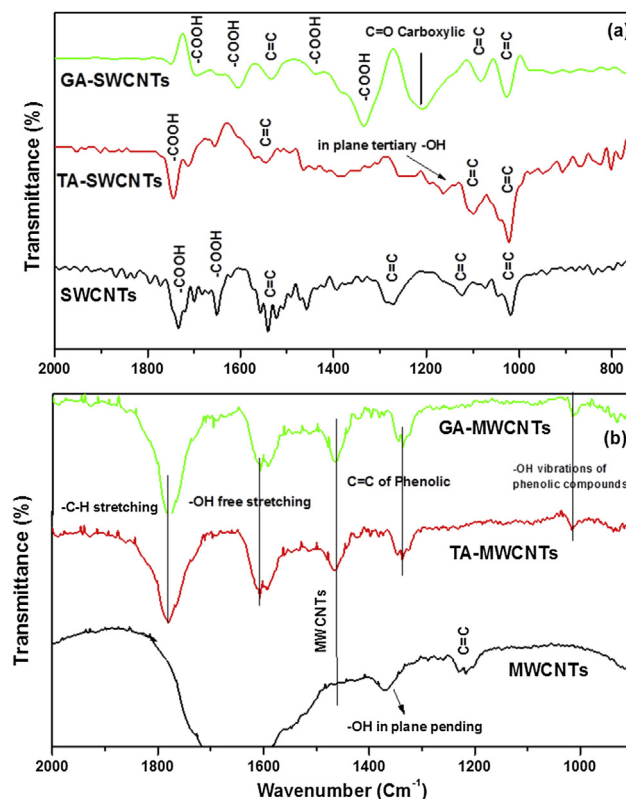 (a)
-COOH
-COOH
C=C
-COOH
-COOH
C=O Carboxylic
C=C
C=C
GA-SWCNTs
-COOH
C=C
in plane tertiary -OH
C=C
C=C
TA-SWCNTs
-COOH
-COOH
C=C
C=C
C=C
C=C
SWCNTs
Transmittance (%)
2000 1800 1600 1400 1200 1000 800
(b)
GA-MWCNTs
-C-H stretching
-OH free stretching
C=C of Phenolic
-OH vibrations of
phenolic compounds
TA-MWCNTs
MWCNTs
C=C
MWCNTs
-OH in plane pending
Transmittance (%)
2000 1800 1600 1400 1200 1000
Wavenumber (Cm-1)